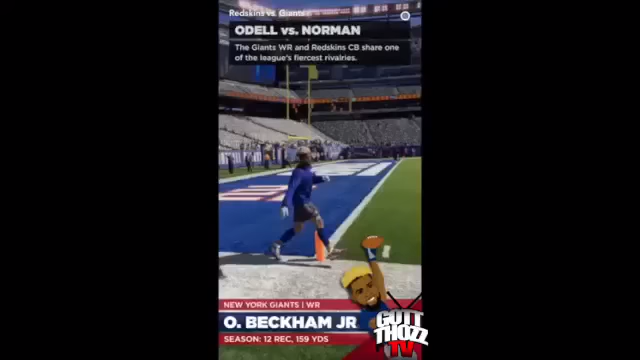 Redskins vs. Giants
ODELL vs. NORMAN
The Giants WR and Redskins CB share one
of the league's fiercest rivalries.
NEW YORK GIANTS | WR
O. BECKHAM JR
SEASON: 12 REC, 159 YDS
GUTT
THOZZ
TV